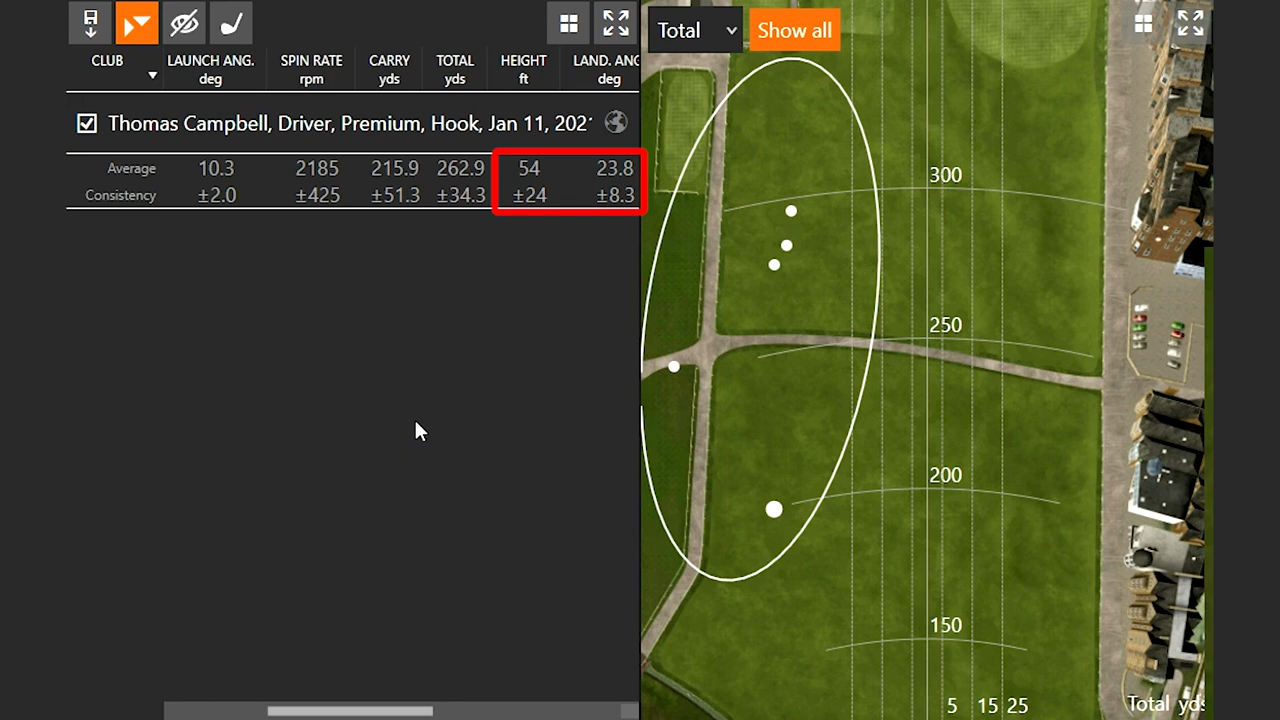 CLUB LAUNCH ANG. SPIN RATE CARRY TOTAL HEIGHT LAND. ANG
deg rpm yds yds ft deg
Thomas Campbell, Driver, Premium, Hook, Jan 11, 202
Average 10.3 2185 215.9 262.9 54 23.8
Consistency ±2.0 ±425 ±51.3 ±34.3 ±24 ±8.3
Total Show all
300
250
200
150
5 15 25
Total yds